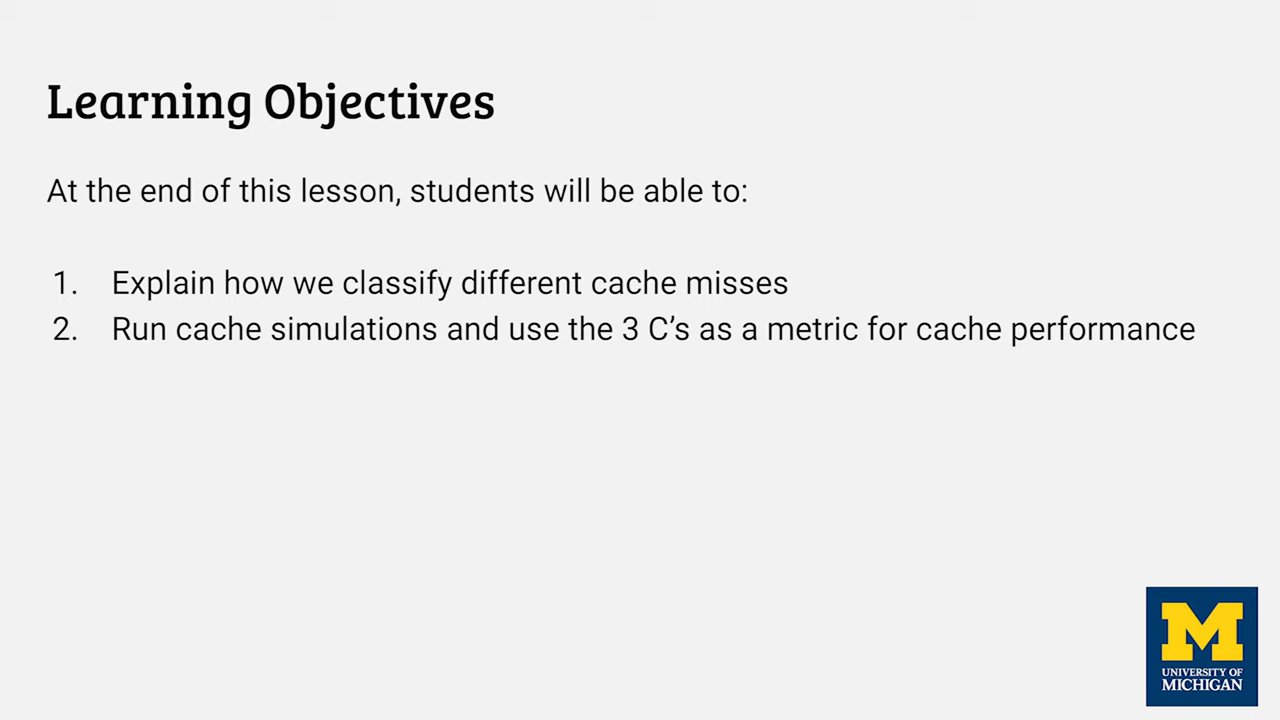 Learning Objectives
At the end of this lesson, students will be able to:
1. Explain how we classify different cache misses
2. Run cache simulations and use the 3 C’s as a metric for cache performance
M
UNIVERSITY OF
MICHIGAN